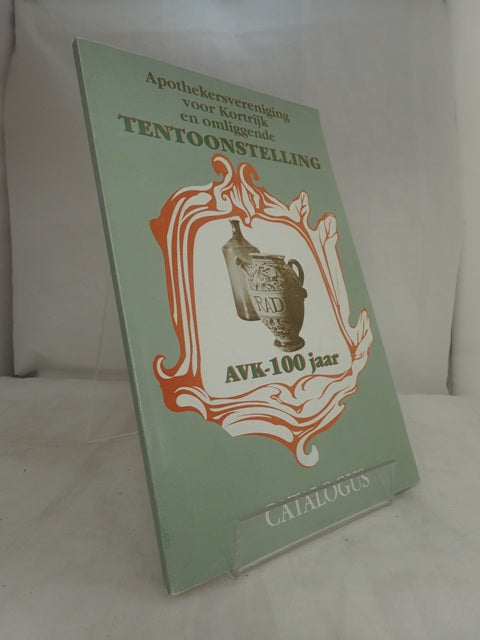 Apothekersvereniging
voor Kortrijk
en omliggende
TENTOONSTELLING
RAD
AVK-100 jaar
CATALOGUS